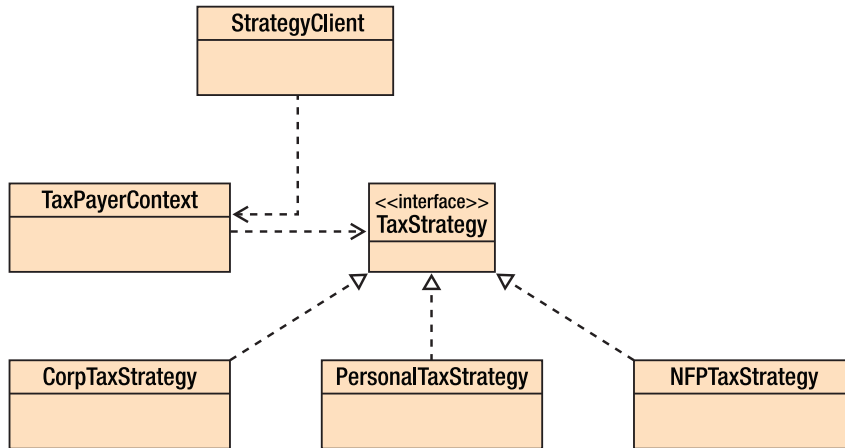 StrategyClient
TaxPayerContext
<<interface>>
TaxStrategy
CorpTaxStrategy
PersonalTaxStrategy
NFPTaxStrategy